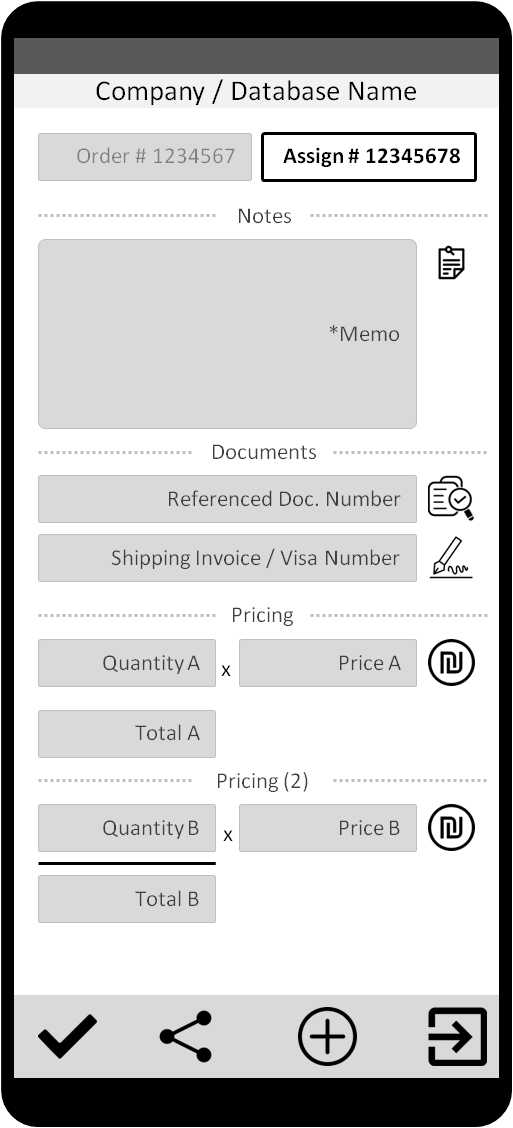 Company / Database Name
Order # 1234567
Assign # 12345678
Notes
*Memo
Documents
Referenced Doc. Number
Shipping Invoice / Visa Number
Pricing
Quantity A x Price A ₪
Total A
Pricing (2)
Quantity B x Price B ₪
Total B